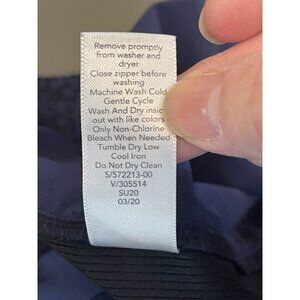 Remove promptly
from washer and
dryer
Close zipper before
washing
Machine Wash Cold
Gentle Cycle
Wash And Dry inside
out with like colors
Only Non-Chlorine
Bleach When Needed
Tumble Dry Low
Cool Iron
Do Not Dry Clean
S/S72213-00
V/305514
SU20
03/20